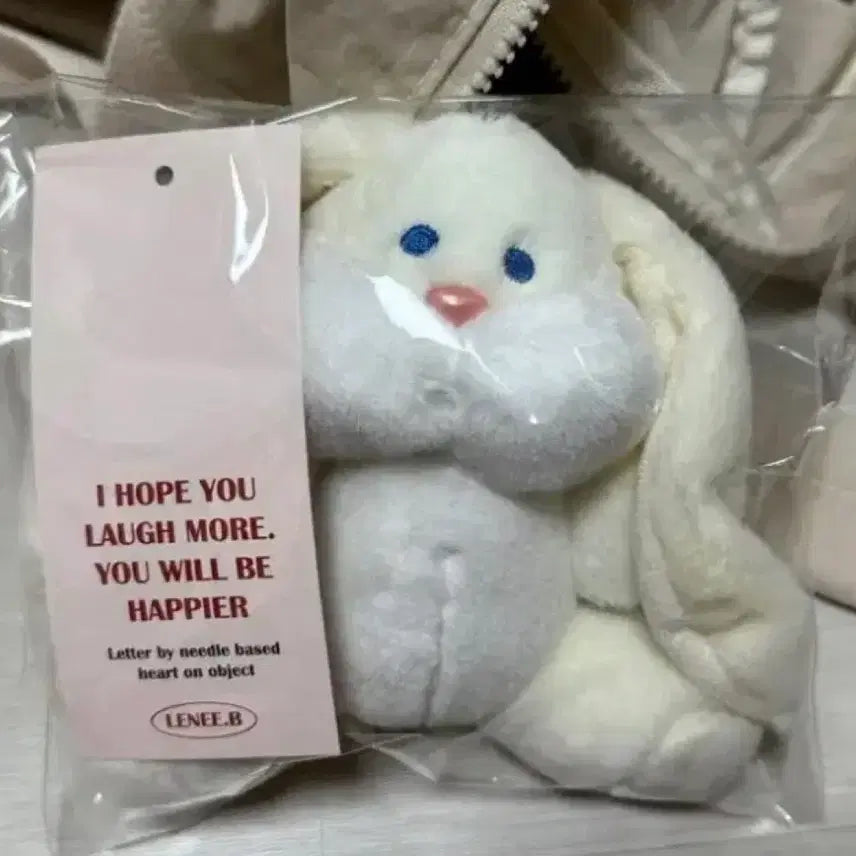 I HOPE YOU
LAUGH MORE.
YOU WILL BE
HAPPIER
Letter by needle based
heart on object
LENEE.B